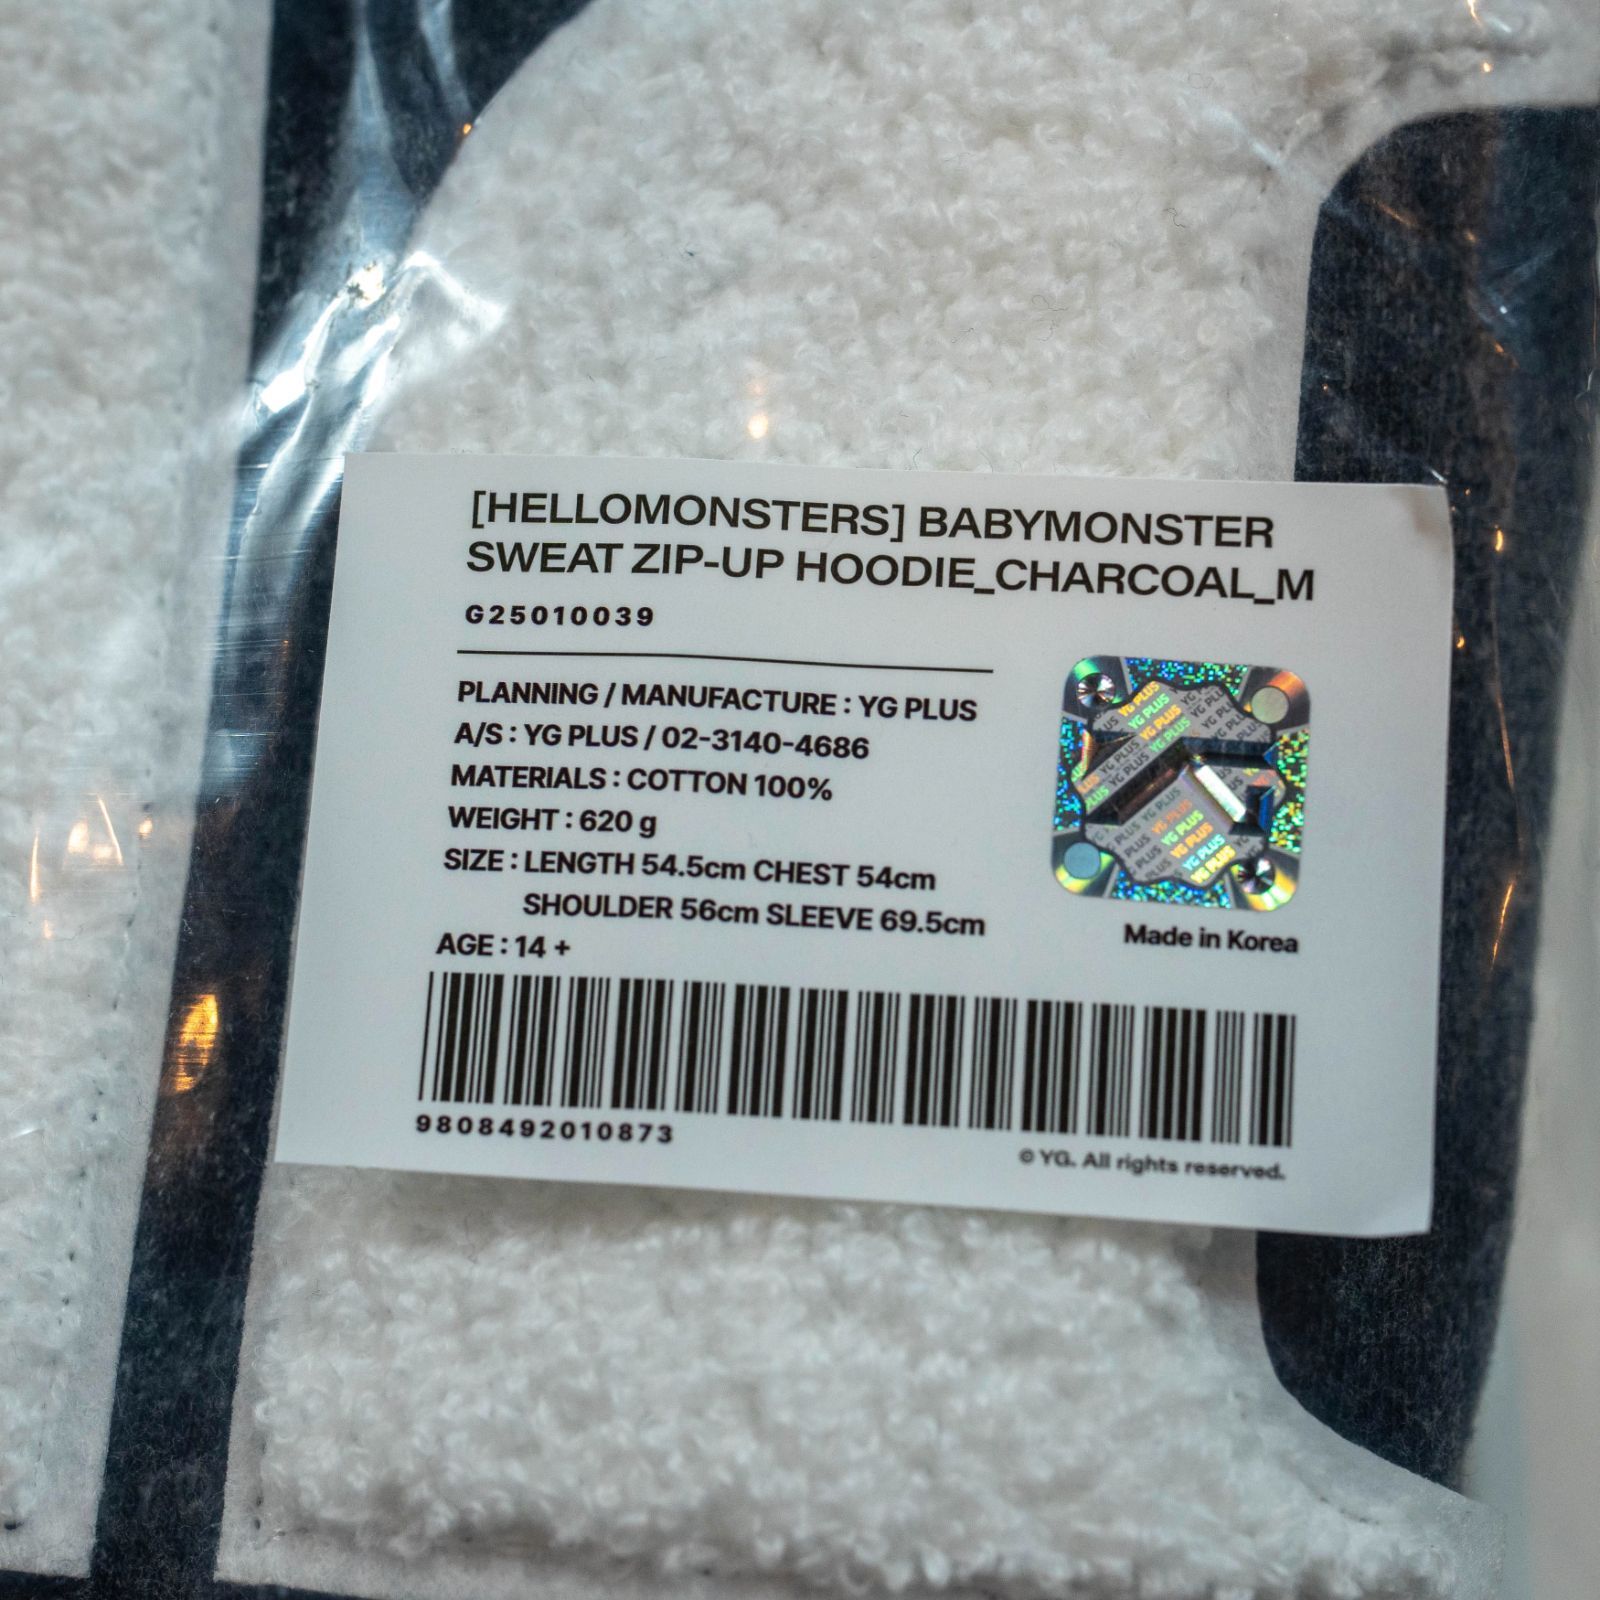 [HELLOMONSTERS] BABYMONSTER
SWEAT ZIP-UP HOODIE_CHARCOAL_M
G25010039
PLANNING / MANUFACTURE : YG PLUS
A/S : YG PLUS / 02-3140-4686
MATERIALS : COTTON 100%
WEIGHT : 620 g
SIZE : LENGTH 54.5cm CHEST 54cm
SHOULDER 56cm SLEEVE 69.5cm
AGE : 14 +
YG PLUS
Made in Korea
9808492010873
© YG. All rights reserved.